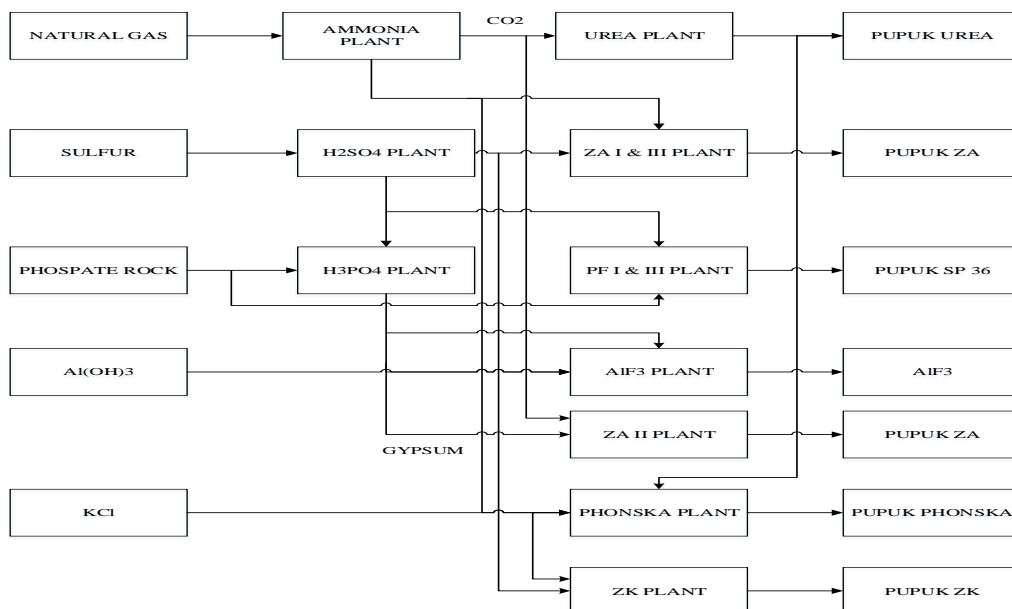 CO2
NATURAL GAS
AMMONIA
PLANT
UREA PLANT
PUPUK UREA
SULFUR
H2SO4 PLANT
ZA I & III PLANT
PUPUK ZA
PHOSPATE ROCK
H3PO4 PLANT
PF I & III PLANT
PUPUK SP 36
Al(OH)3
AlF3 PLANT
AlF3
ZA II PLANT
PUPUK ZA
GYPSUM
KCl
PHONSKA PLANT
PUPUK PHONSKA
ZK PLANT
PUPUK ZK